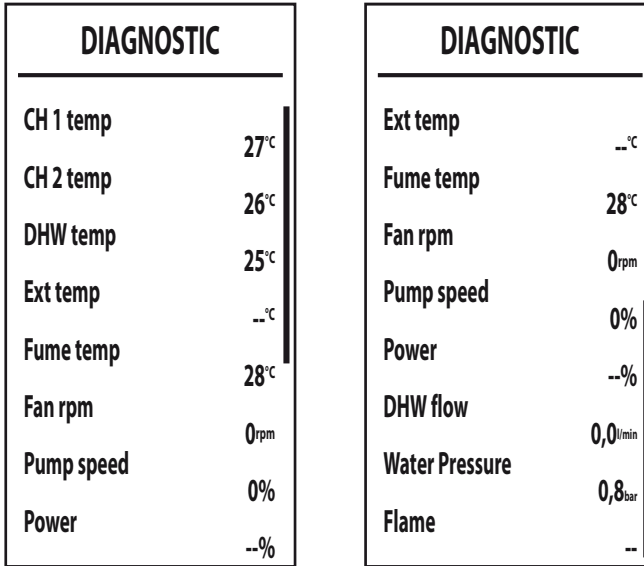 DIAGNOSTIC
CH 1 temp
27°C
CH 2 temp
26°C
DHW temp
25°C
Ext temp
--°C
Fume temp
28°C
Fan rpm
0rpm
Pump speed
0%
Power
--%
DIAGNOSTIC
Ext temp
--°C
Fume temp
28°C
Fan rpm
0rpm
Pump speed
0%
Power
--%
DHW flow
0,0l/min
Water Pressure
0,8bar
Flame
--